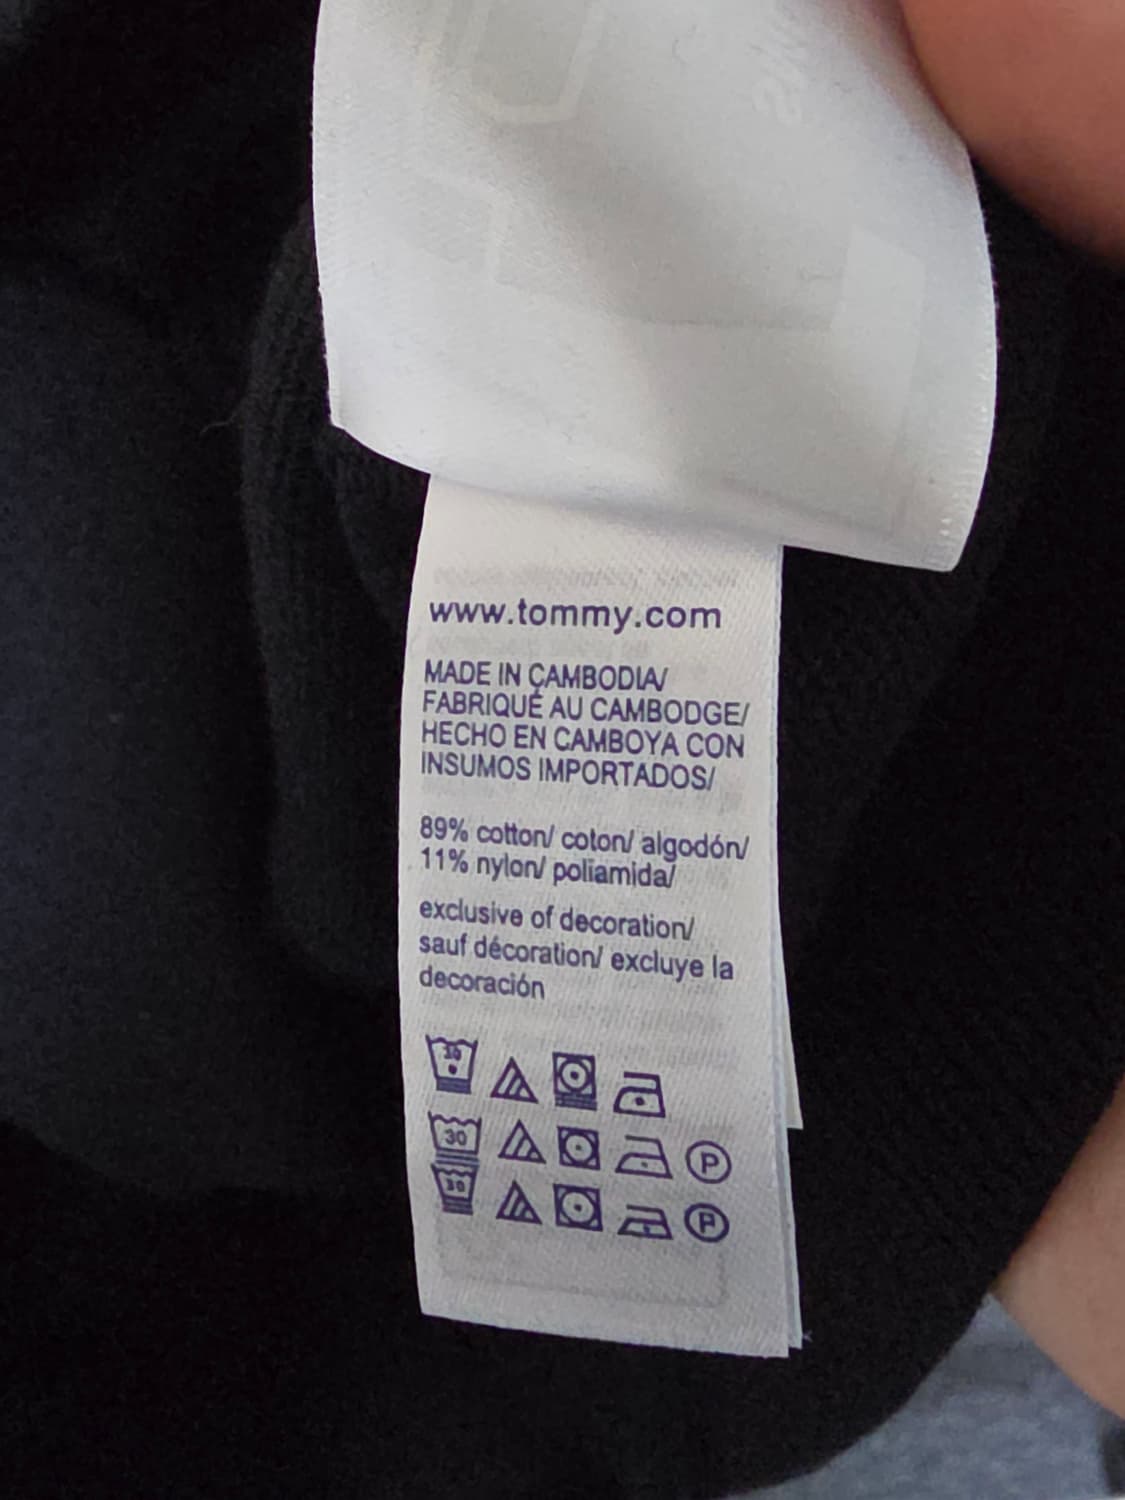 www.tommy.com
MADE IN CAMBODIA/
FABRIQUÉ AU CAMBODGE/
HECHO EN CAMBOYA CON
INSUMOS IMPORTADOS/
89% cotton/ coton/ algodón/
11% nylon/ poliamida/
exclusive of decoration/
sauf décoration/ excluye la
decoración
30
30 P
30 P